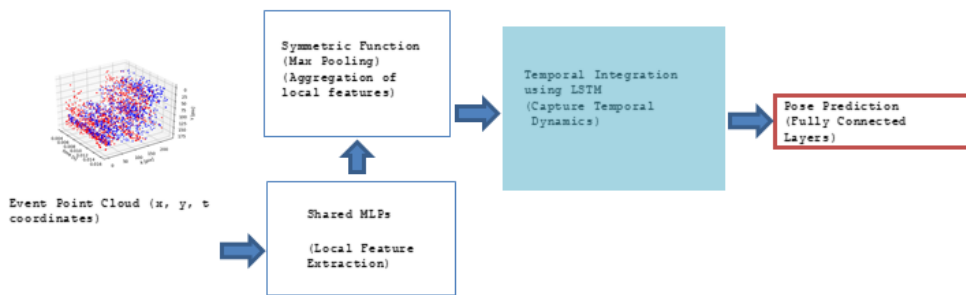 Event Point Cloud (x, y, t
coordinates)
Shared MLPs
(Local Feature
Extraction)
Symmetric Function
(Max Pooling)
(Aggregation of
local features)
Temporal Integration
using LSTM
(Capture Temporal
Dynamics)
Pose Prediction
(Fully Connected
Layers)